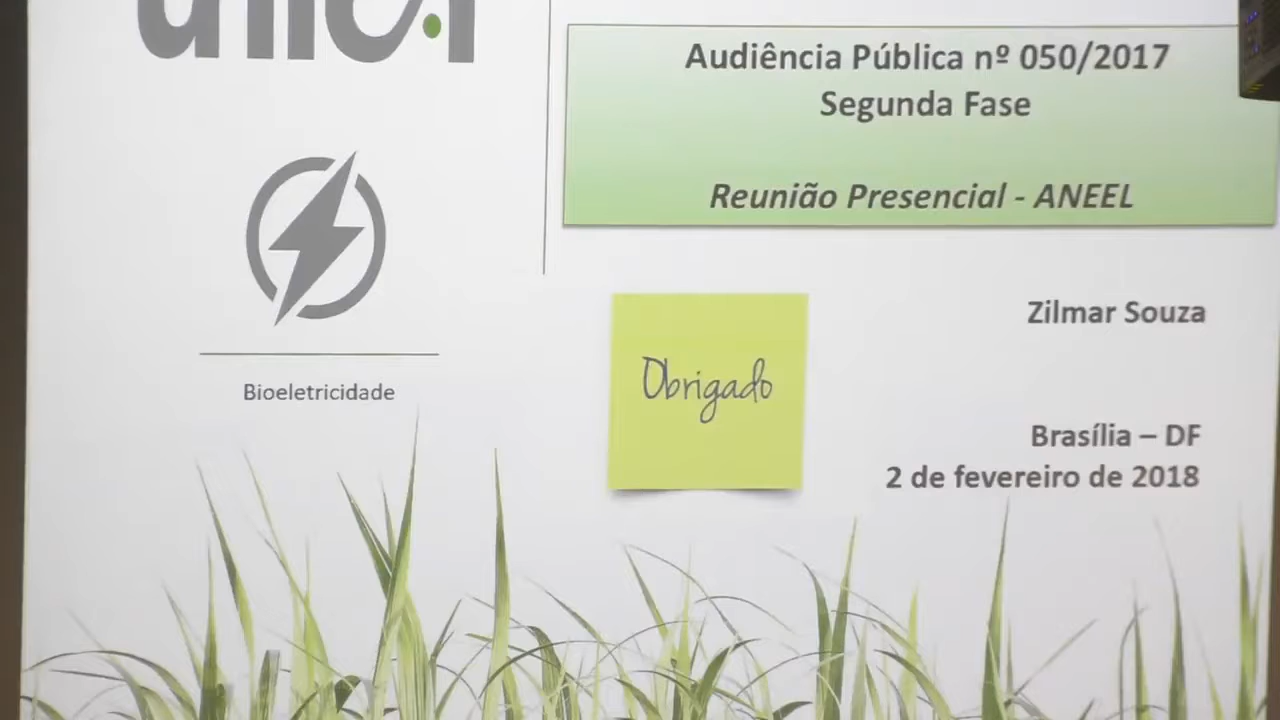 unica
Bioeletricidade
Audiência Pública nº 050/2017
Segunda Fase
Reunião Presencial - ANEEL
Obrigado
Zilmar Souza
Brasília – DF
2 de fevereiro de 2018